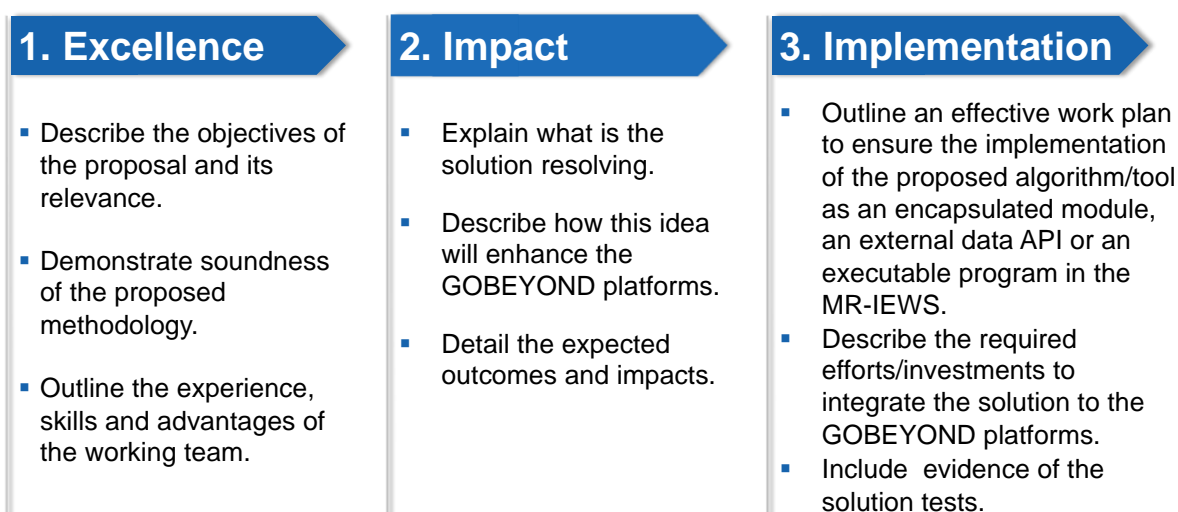 1. Excellence
▪ Describe the objectives of
the proposal and its
relevance.
▪ Demonstrate soundness
of the proposed
methodology.
▪ Outline the experience,
skills and advantages of
the working team.
2. Impact
▪ Explain what is the
solution resolving.
▪ Describe how this idea
will enhance the
GOBEYOND platforms.
▪ Detail the expected
outcomes and impacts.
3. Implementation
▪ Outline an effective work plan
to ensure the implementation
of the proposed algorithm/tool
as an encapsulated module,
an external data API or an
executable program in the
MR-IEWS.
▪ Describe the required
efforts/investments to
integrate the solution to the
GOBEYOND platforms.
▪ Include evidence of the
solution tests.